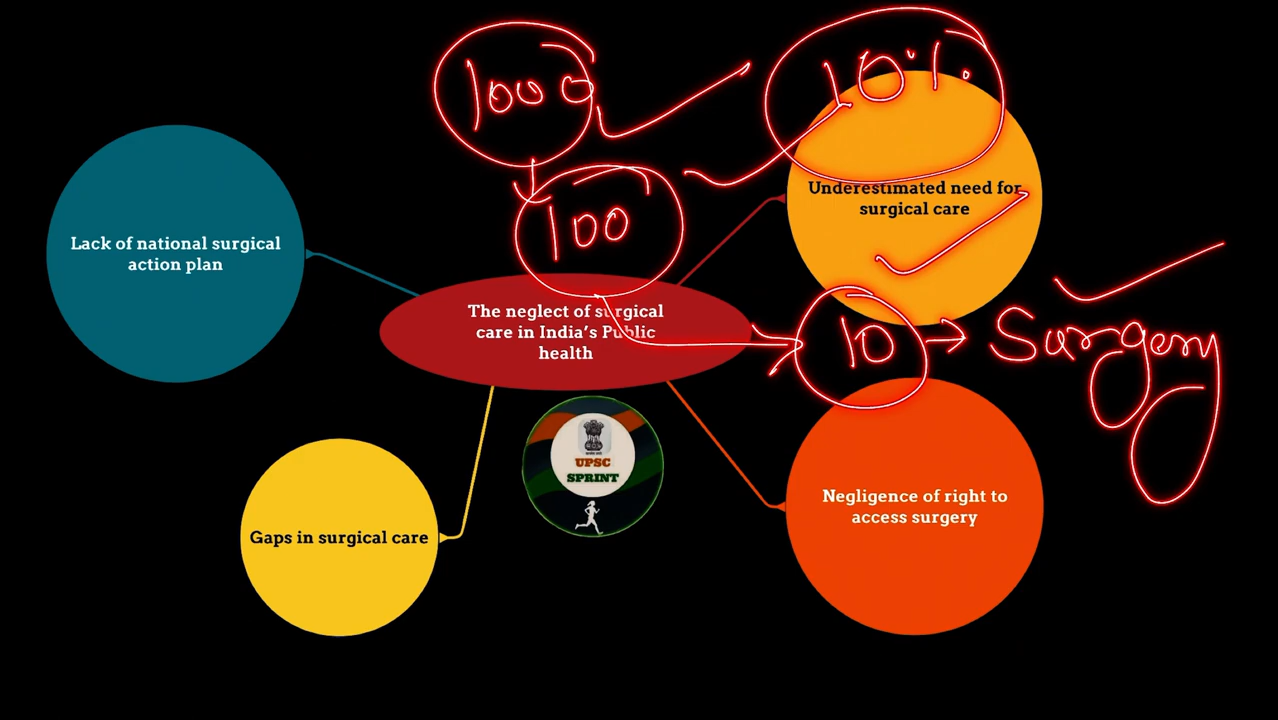 1000
10%
100
Underestimated need for
surgical care
Lack of national surgical
action plan
The neglect of surgical
care in India's Public
health
10 → Surgery
UPSC
SPRINT
Negligence of right to
access surgery
Gaps in surgical care